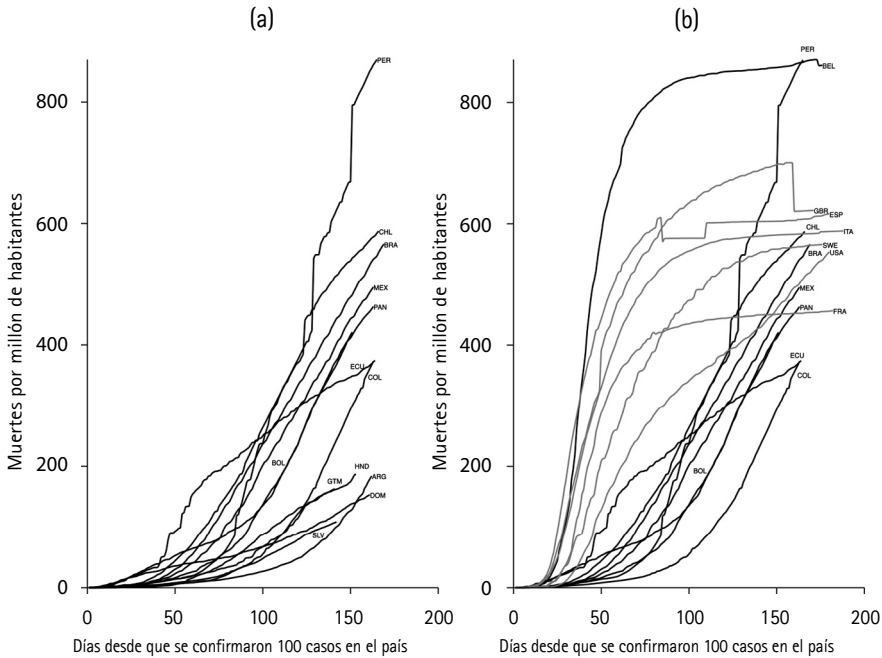 (a)
Muertes por millón de habitantes
800
600
400
200
0
0 50 100 150 200
Días desde que se confirmaron 100 casos en el país
PER
CHL
BRA
MEX
PAN
ECU
COL
BOL
HND
GTM
ARG
DOM
SLV
(b)
Muertes por millón de habitantes
800
600
400
200
0
0 50 100 150 200
Días desde que se confirmaron 100 casos en el país
PER
BEL
GBR
ESP
CHL
ITA
SWE
BRA
USA
MEX
PAN
FRA
ECU
COL
BOL